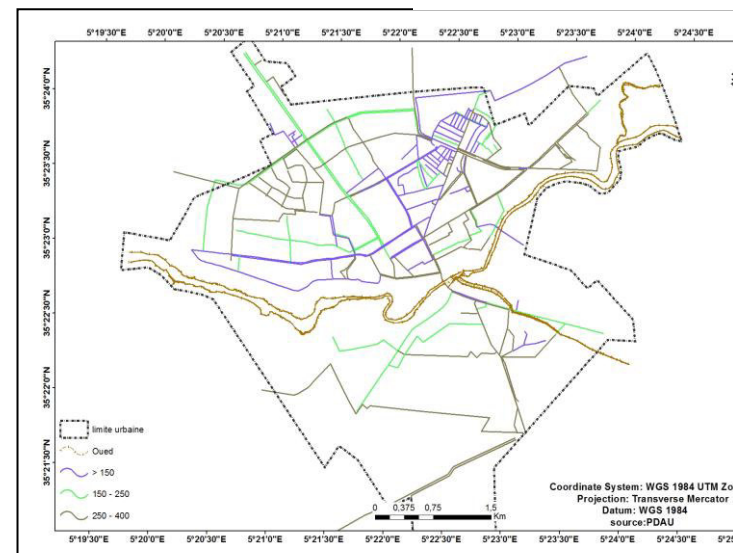 5°19'30"E 5°20'0"E 5°20'30"E 5°21'0"E 5°21'30"E 5°22'0"E 5°22'30"E 5°23'0"E 5°23'30"E 5°24'0"E 5°24'30"E
35°24'0"N
35°23'30"N
35°23'0"N
35°22'30"N
35°22'0"N
35°21'30"N
limite urbaine
Oued
> 150
150 - 250
250 - 400
0 0,375 0,75 1,5
Km
Coordinate System: WGS 1984 UTM Zo
Projection: Transverse Mercator
Datum: WGS 1984
source:PDAU
5°19'30"E 5°20'0"E 5°20'30"E 5°21'0"E 5°21'30"E 5°22'0"E 5°22'30"E 5°23'0"E 5°23'30"E 5°24'0"E 5°24'30"E 5°25